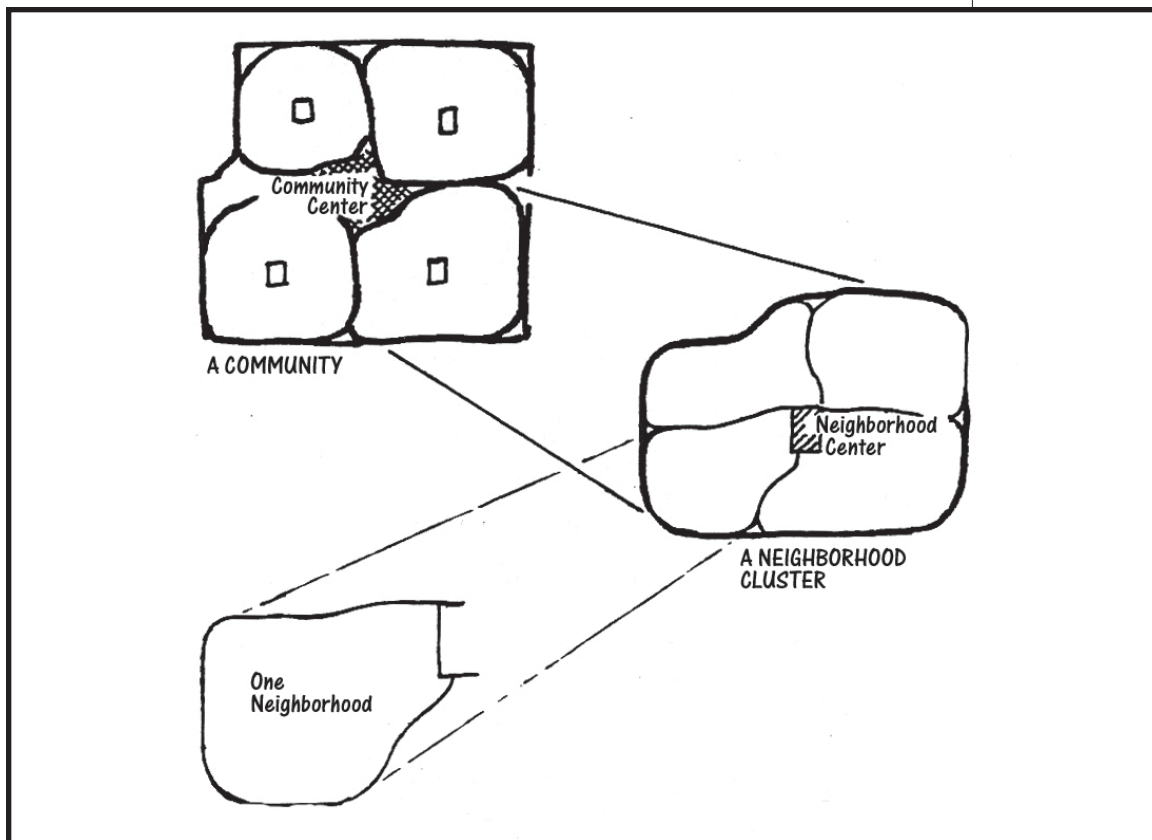 Community
Center
A COMMUNITY
Neighborhood
Center
A NEIGHBORHOOD
CLUSTER
One
Neighborhood